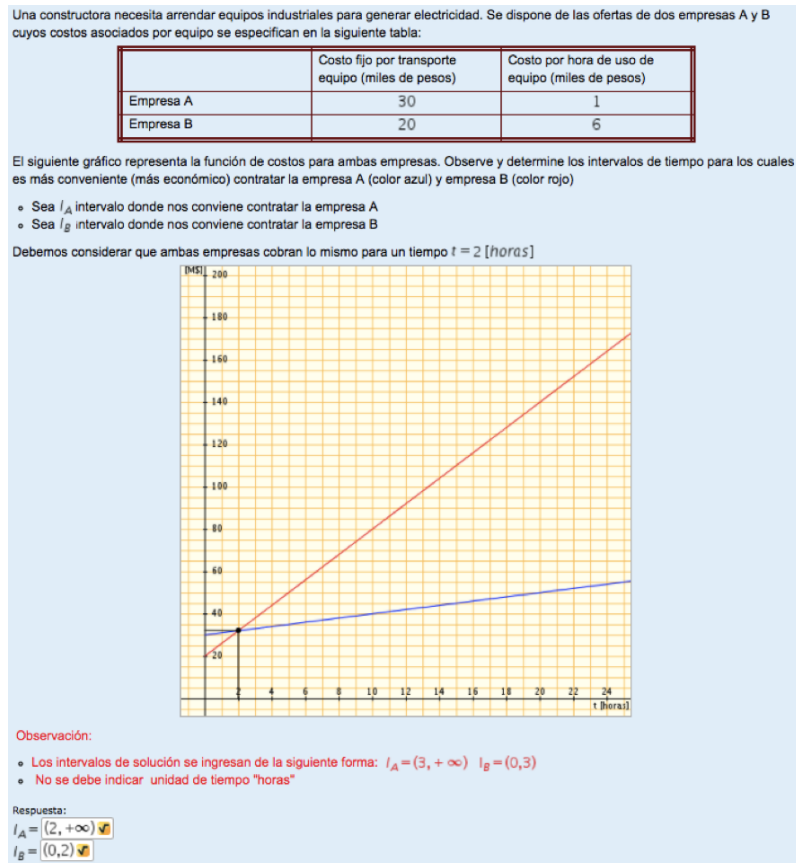 Una constructora necesita arrendar equipos industriales para generar electricidad. Se dispone de las ofertas de dos empresas A y B
cuyos costos asociados por equipo se especifican en la siguiente tabla:
Costo fijo por transporte equipo (miles de pesos) Costo por hora de uso de equipo (miles de pesos)
Empresa A 30 1
Empresa B 20 6
El siguiente gráfico representa la función de costos para ambas empresas. Observe y determine los intervalos de tiempo para los cuales
es más conveniente (más económico) contratar la empresa A (color azul) y empresa B (color rojo)
• Sea I_A intervalo donde nos conviene contratar la empresa A
• Sea I_B intervalo donde nos conviene contratar la empresa B
Debemos considerar que ambas empresas cobran lo mismo para un tiempo t = 2 [horas]
[M$] 200
180
160
140
120
100
80
60
40
20
2 4 6 8 10 12 14 16 18 20 22 24
t [horas]
Observación:
• Los intervalos de solución se ingresan de la siguiente forma: I_A = (3, + ∞) I_B = (0,3)
• No se debe indicar unidad de tiempo "horas"
Respuesta:
I_A = (2, +∞)
I_B = (0,2)